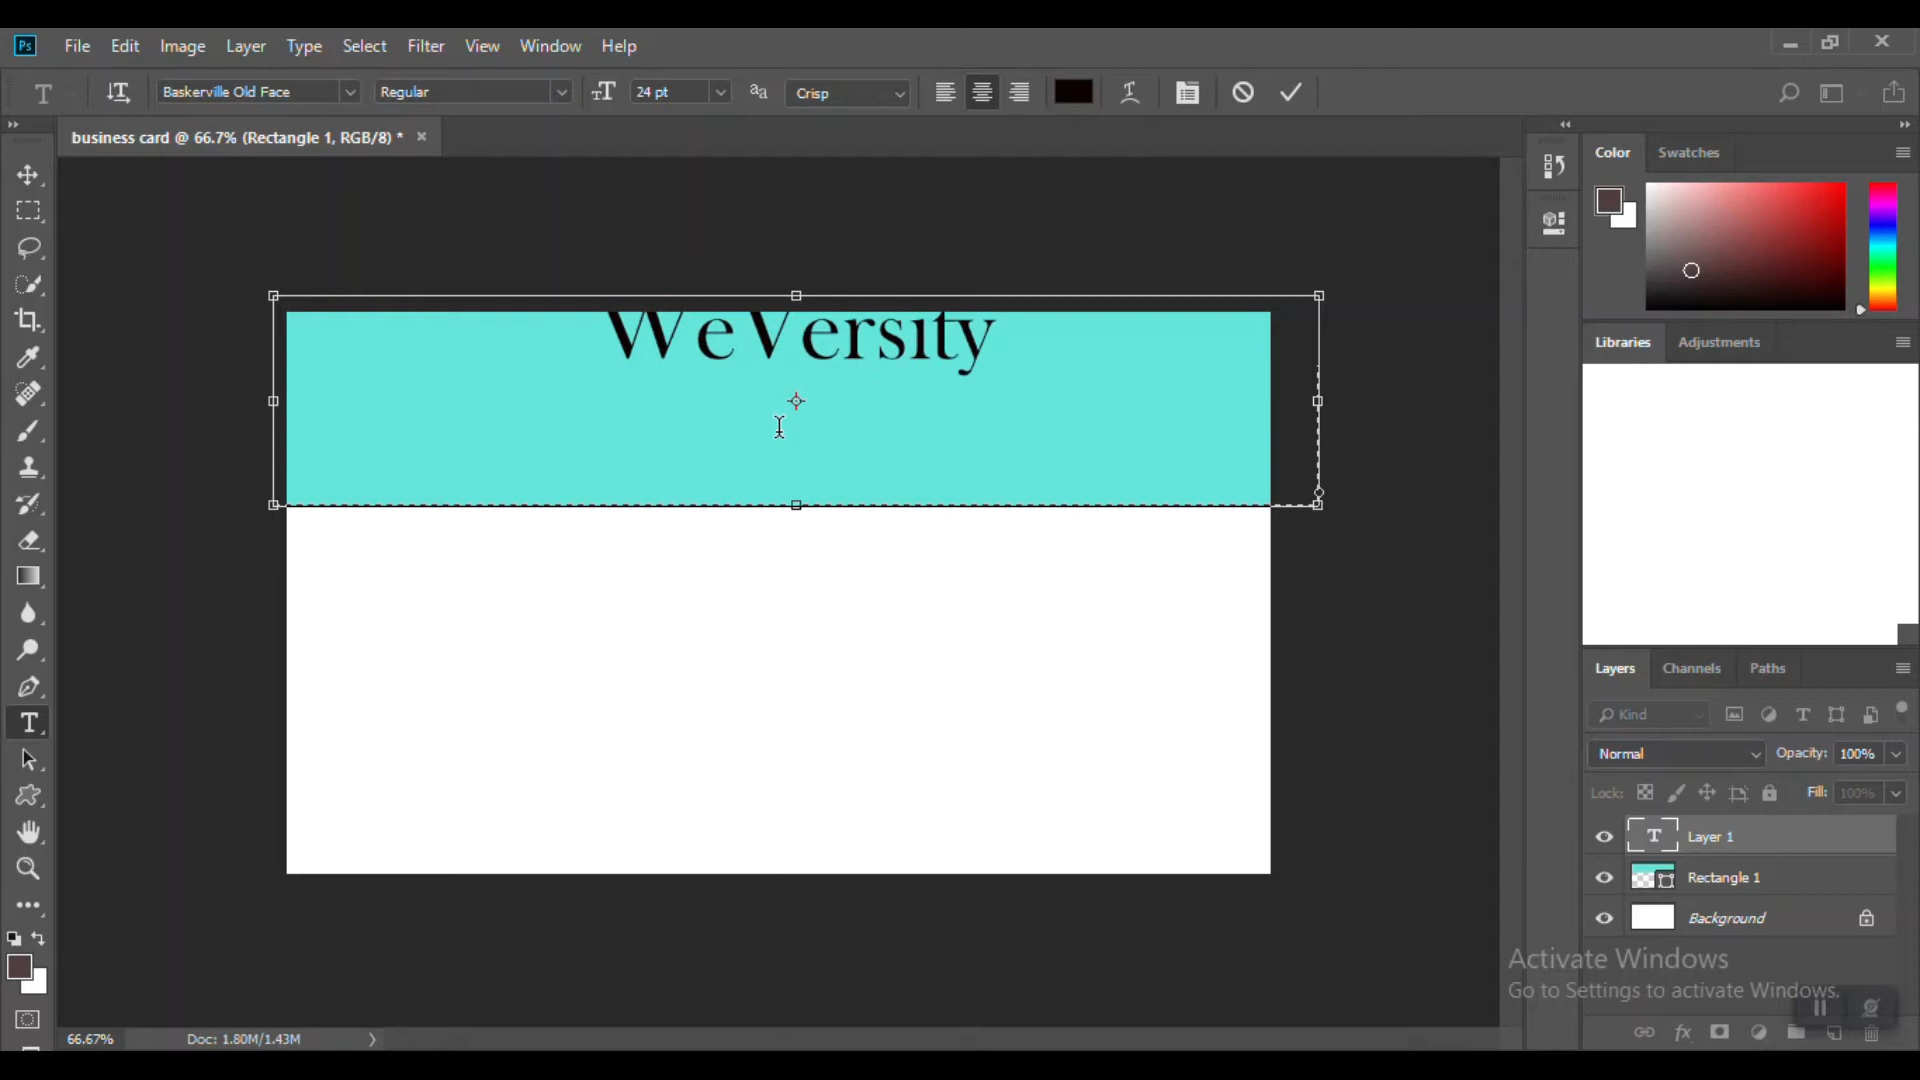 Ps File Edit Image Layer Type Select Filter View Window Help
T Baskerville Old Face Regular 24 pt aa Crisp
business card @ 66.7% (Rectangle 1, RGB/8) * ×
Color Swatches
WeVersity
Libraries Adjustments
Layers Channels Paths
Kind
Normal Opacity: 100%
Lock: Fill: 100%
T Layer 1
Rectangle 1
Background
Activate Windows
Go to Settings to activate Windows.
66.67% Doc: 1.80M/1.43M
fx